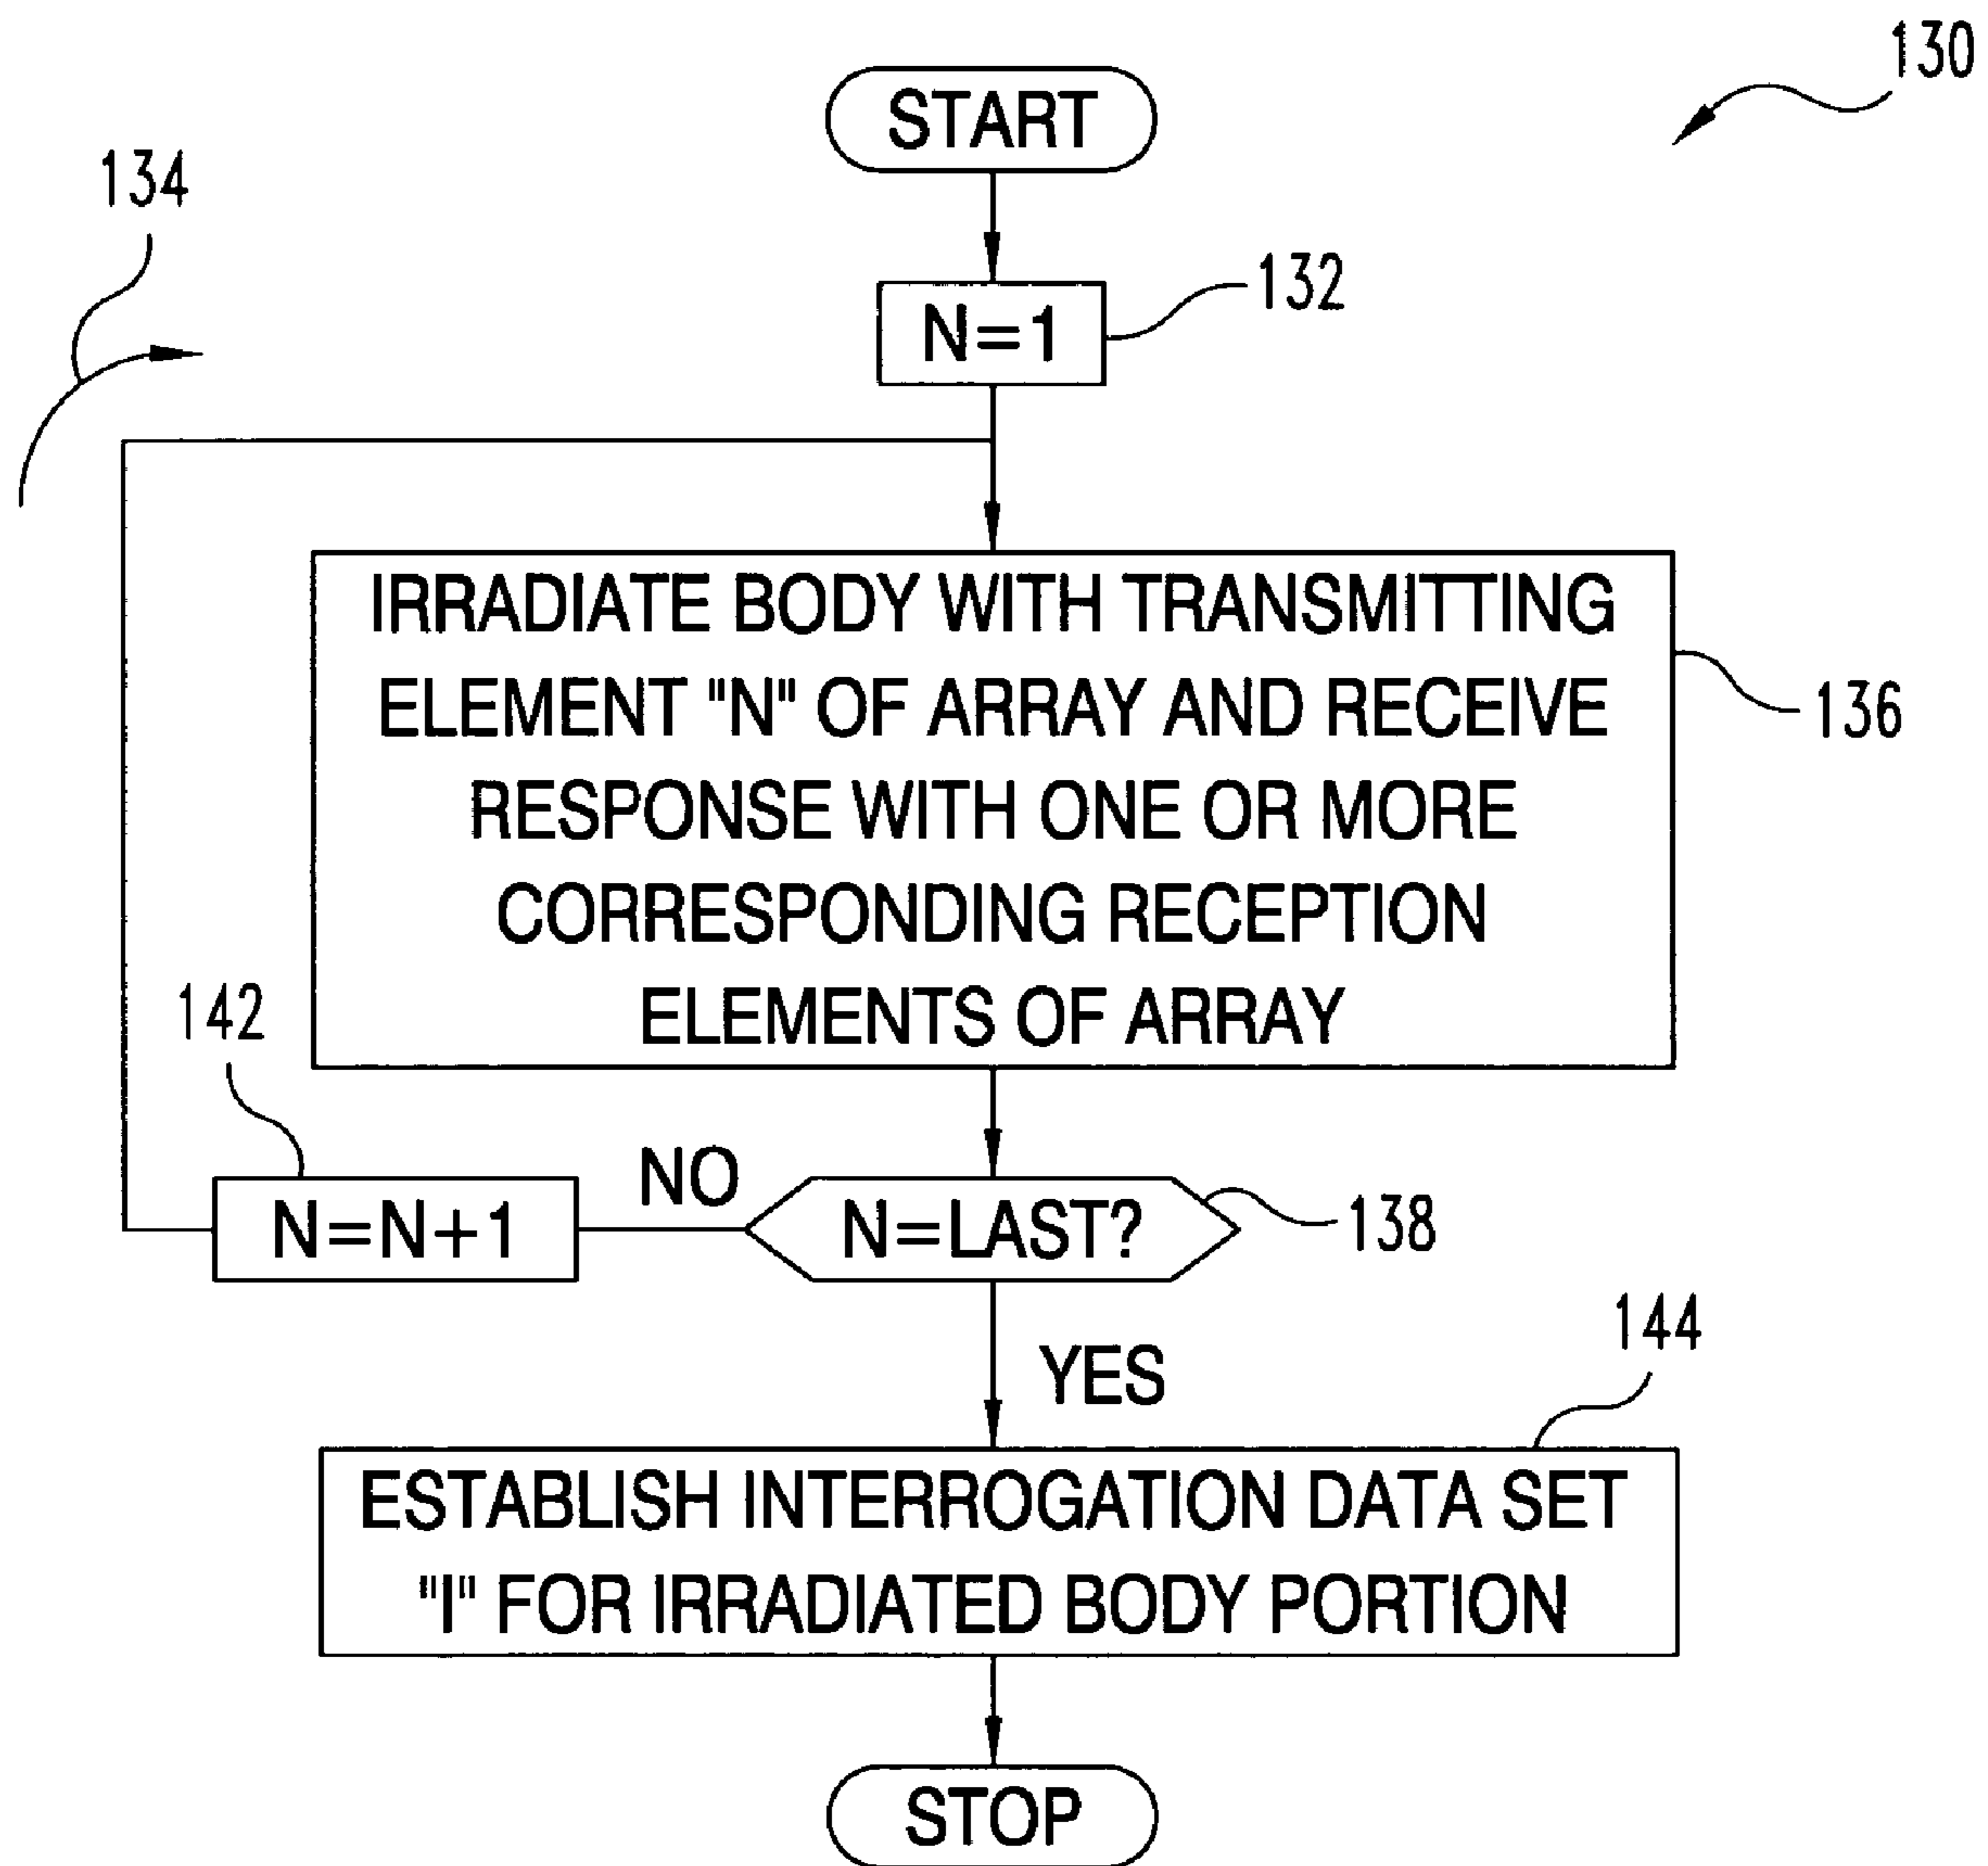 130
START
134
132
N=1
IRRADIATE BODY WITH TRANSMITTING
ELEMENT "N" OF ARRAY AND RECEIVE
RESPONSE WITH ONE OR MORE
CORRESPONDING RECEPTION
ELEMENTS OF ARRAY
136
142
NO
N=N+1
N=LAST?
138
YES
144
ESTABLISH INTERROGATION DATA SET
"I" FOR IRRADIATED BODY PORTION
STOP